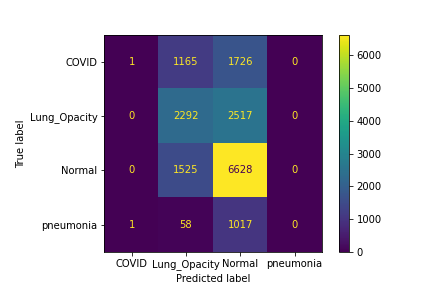 True label
COVID 1 1165 1726 0
Lung_Opacity 0 2292 2517 0
Normal 0 1525 6628 0
pneumonia 1 58 1017 0
COVID Lung_Opacity Normal pneumonia
Predicted label
6000
5000
4000
3000
2000
1000
0